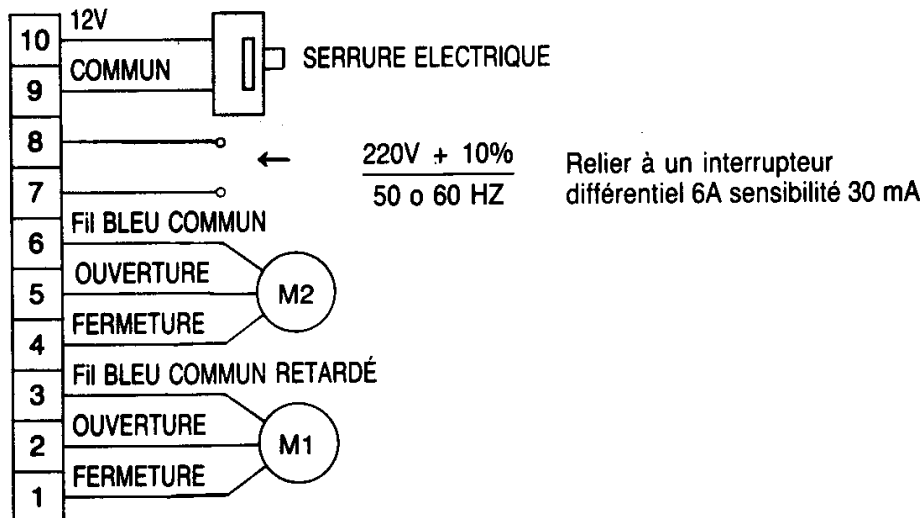 10 12V
SERRURE ELECTRIQUE
9 COMMUN
8
7
220V + 10%
50 o 60 HZ
Relier à un interrupteur
différentiel 6A sensibilité 30 mA
6 Fil BLEU COMMUN
5 OUVERTURE
M2
4 FERMETURE
3 Fil BLEU COMMUN RETARDÉ
2 OUVERTURE
M1
1 FERMETURE